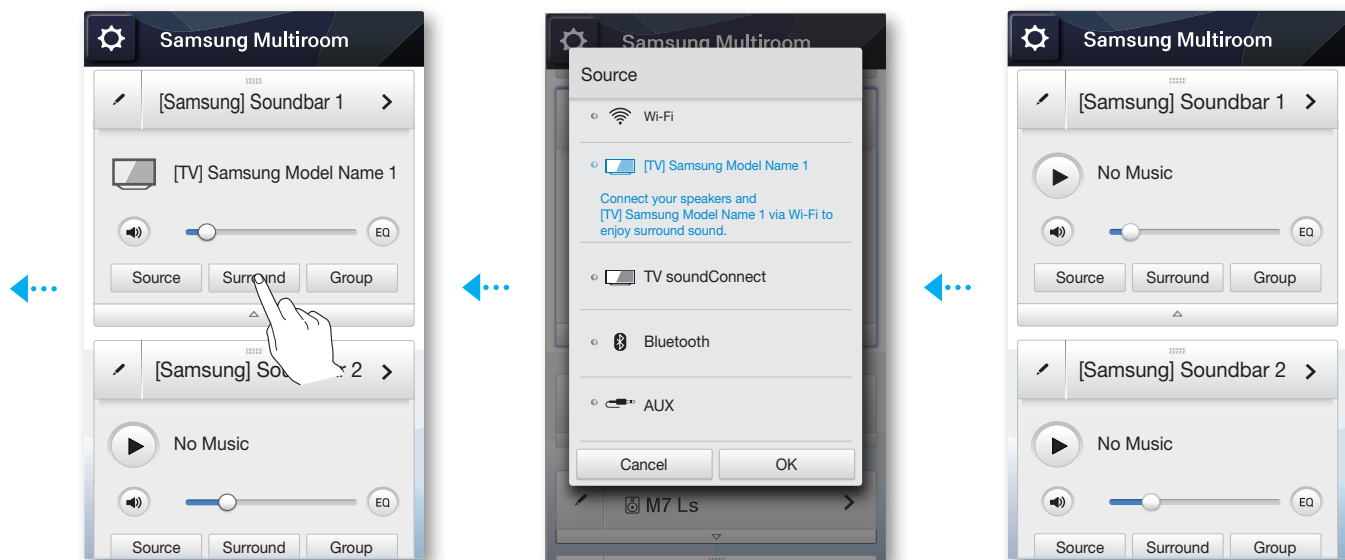 Samsung Multiroom
[Samsung] Soundbar 1
[TV] Samsung Model Name 1
EQ
Source Surround Group
[Samsung] Soundbar 2
No Music
EQ
Source Surround Group
Samsung Multiroom
Source
Wi-Fi
[TV] Samsung Model Name 1
Connect your speakers and
[TV] Samsung Model Name 1 via Wi-Fi to
enjoy surround sound.
TV soundConnect
Bluetooth
AUX
Cancel OK
M7 Ls
Samsung Multiroom
[Samsung] Soundbar 1
No Music
EQ
Source Surround Group
[Samsung] Soundbar 2
No Music
EQ
Source Surround Group